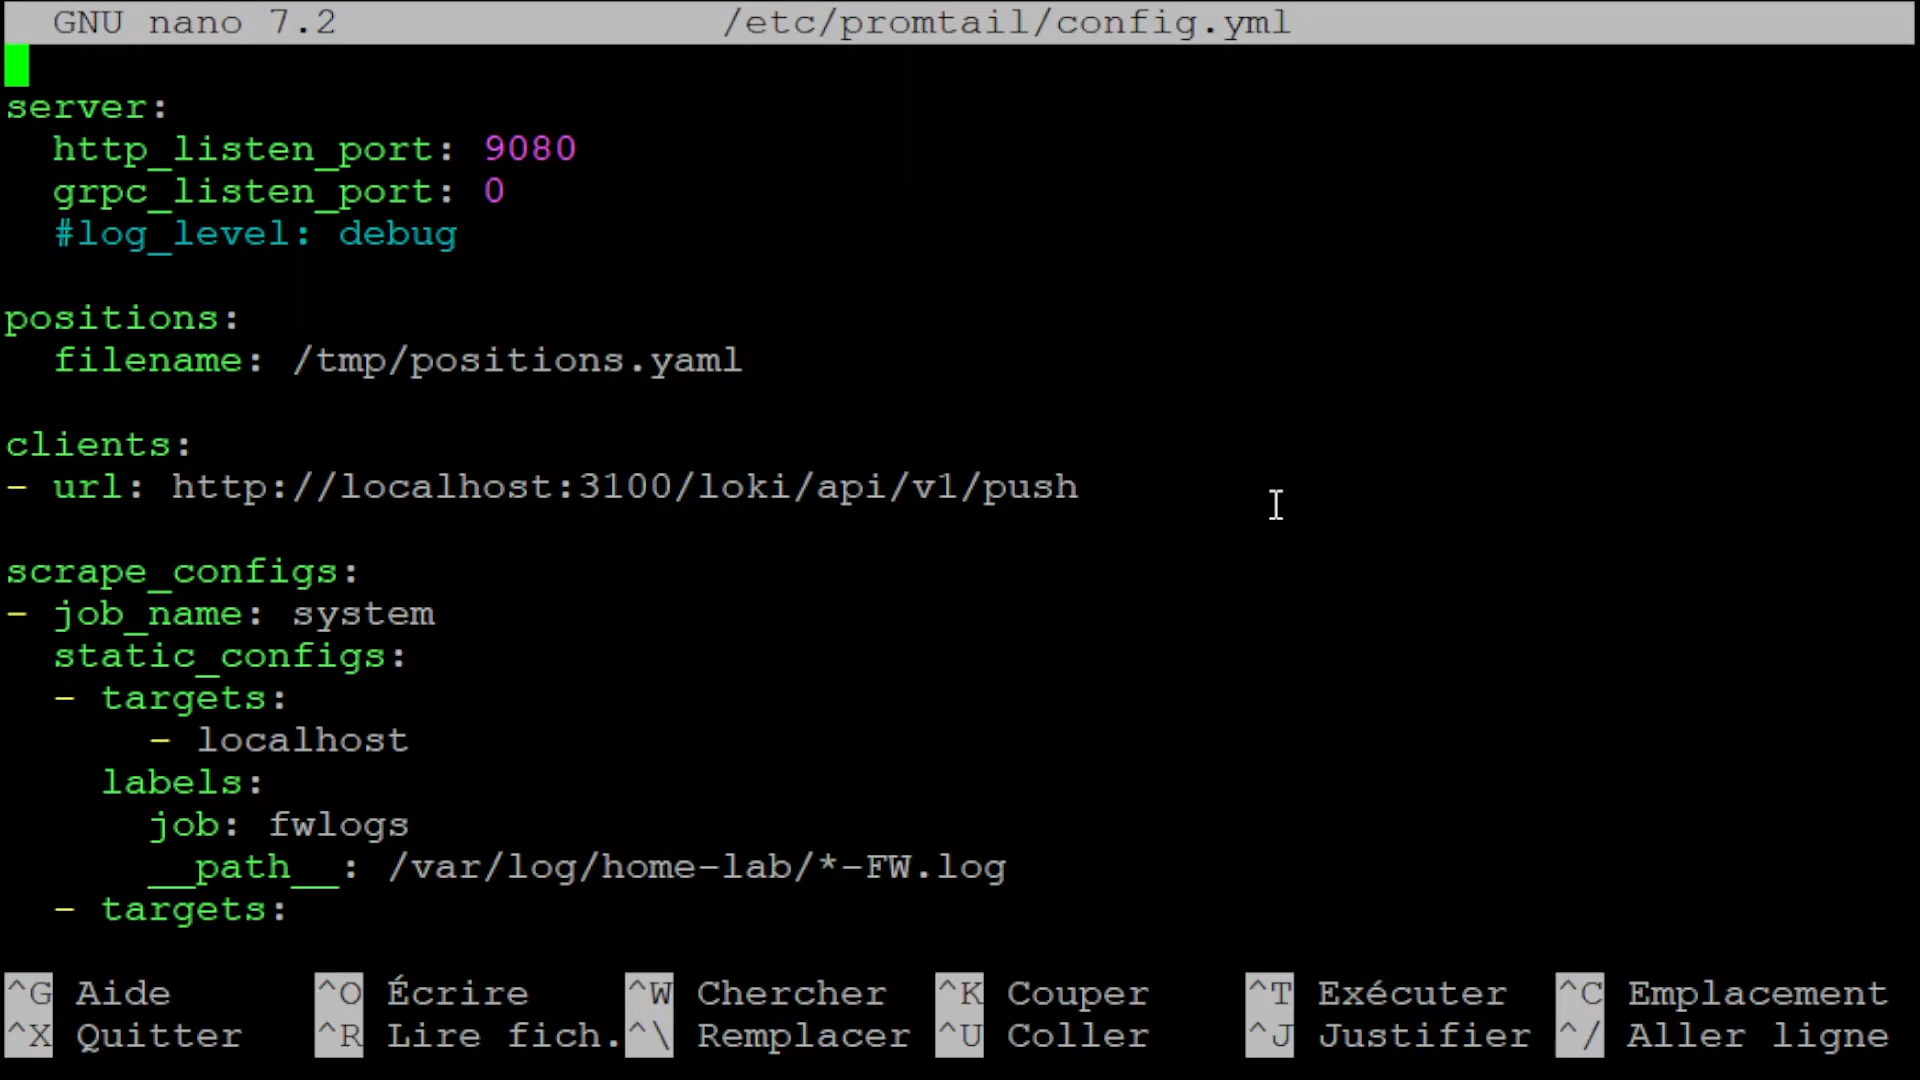 GNU nano 7.2 /etc/promtail/config.yml
server:
  http_listen_port: 9080
  grpc_listen_port: 0
  #log_level: debug

positions:
  filename: /tmp/positions.yaml

clients:
- url: http://localhost:3100/loki/api/v1/push

scrape_configs:
- job_name: system
  static_configs:
  - targets:
      - localhost
    labels:
      job: fwlogs
      __path__: /var/log/home-lab/*-FW.log
  - targets:

^G Aide ^O Écrire ^W Chercher ^K Couper ^T Exécuter ^C Emplacement
^X Quitter ^R Lire fich. ^\ Remplacer ^U Coller ^J Justifier ^/ Aller ligne